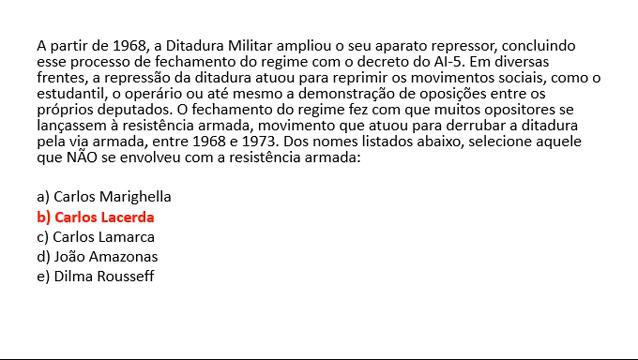 A partir de 1968, a Ditadura Militar ampliou o seu aparato repressor, concluindo
esse processo de fechamento do regime com o decreto do AI-5. Em diversas
frentes, a repressão da ditadura atuou para reprimir os movimentos sociais, como o
estudantil, o operário ou até mesmo a demonstração de oposições entre os
próprios deputados. O fechamento do regime fez com que muitos opositores se
lançassem à resistência armada, movimento que atuou para derrubar a ditadura
pela via armada, entre 1968 e 1973. Dos nomes listados abaixo, selecione aquele
que NÃO se envolveu com a resistência armada:
a) Carlos Marighella
b) Carlos Lacerda
c) Carlos Lamarca
d) João Amazonas
e) Dilma Rousseff